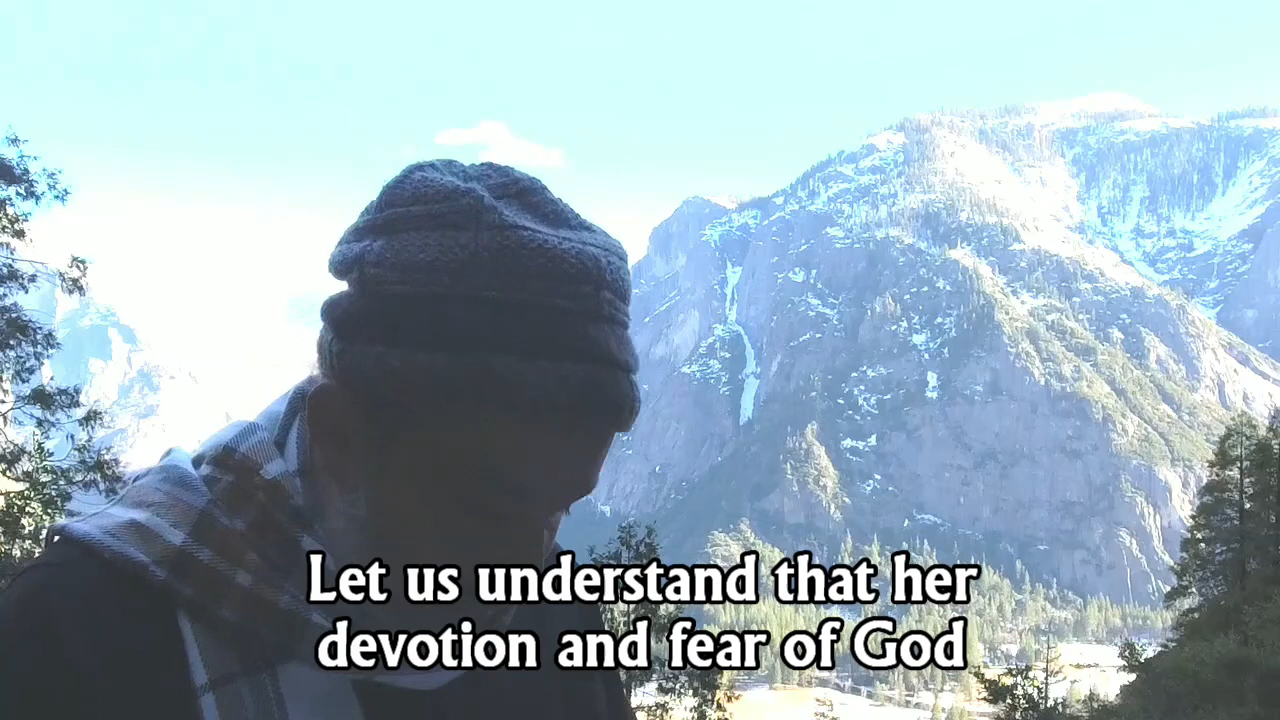 Let us understand that her
devotion and fear of God